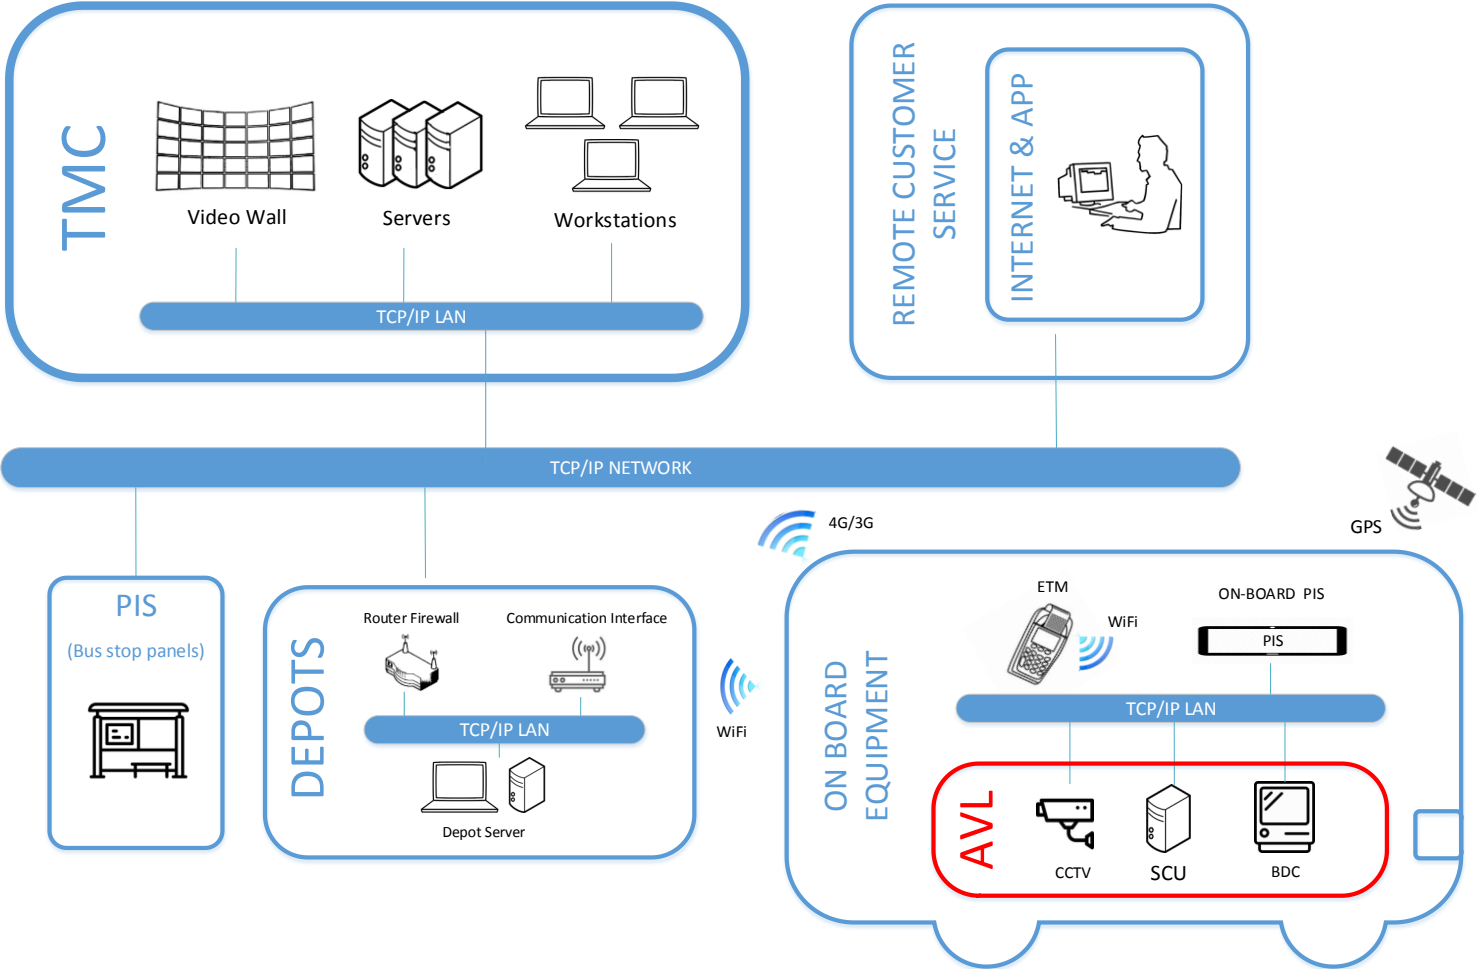 TMC
Video Wall
Servers
Workstations
TCP/IP LAN
REMOTE CUSTOMER
SERVICE
INTERNET & APP
TCP/IP NETWORK
4G/3G
GPS
PIS
(Bus stop panels)
DEPOTS
Router Firewall
Communication Interface
TCP/IP LAN
Depot Server
WiFi
ON BOARD
EQUIPMENT
ETM
WiFi
ON-BOARD PIS
PIS
TCP/IP LAN
AVL
CCTV
SCU
BDC